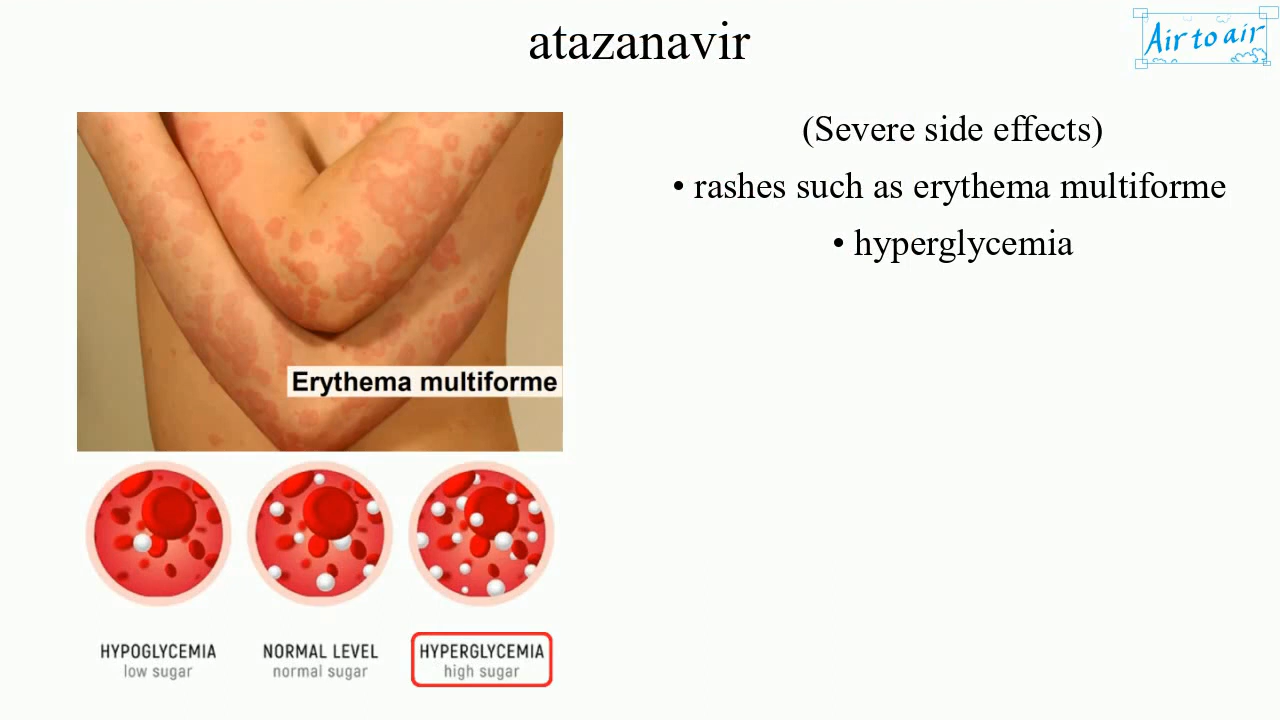 atazanavir
Air to air
(Severe side effects)
• rashes such as erythema multiforme
• hyperglycemia
Erythema multiforme
HYPOGLYCEMIA
low sugar
NORMAL LEVEL
normal sugar
HYPERGLYCEMIA
high sugar